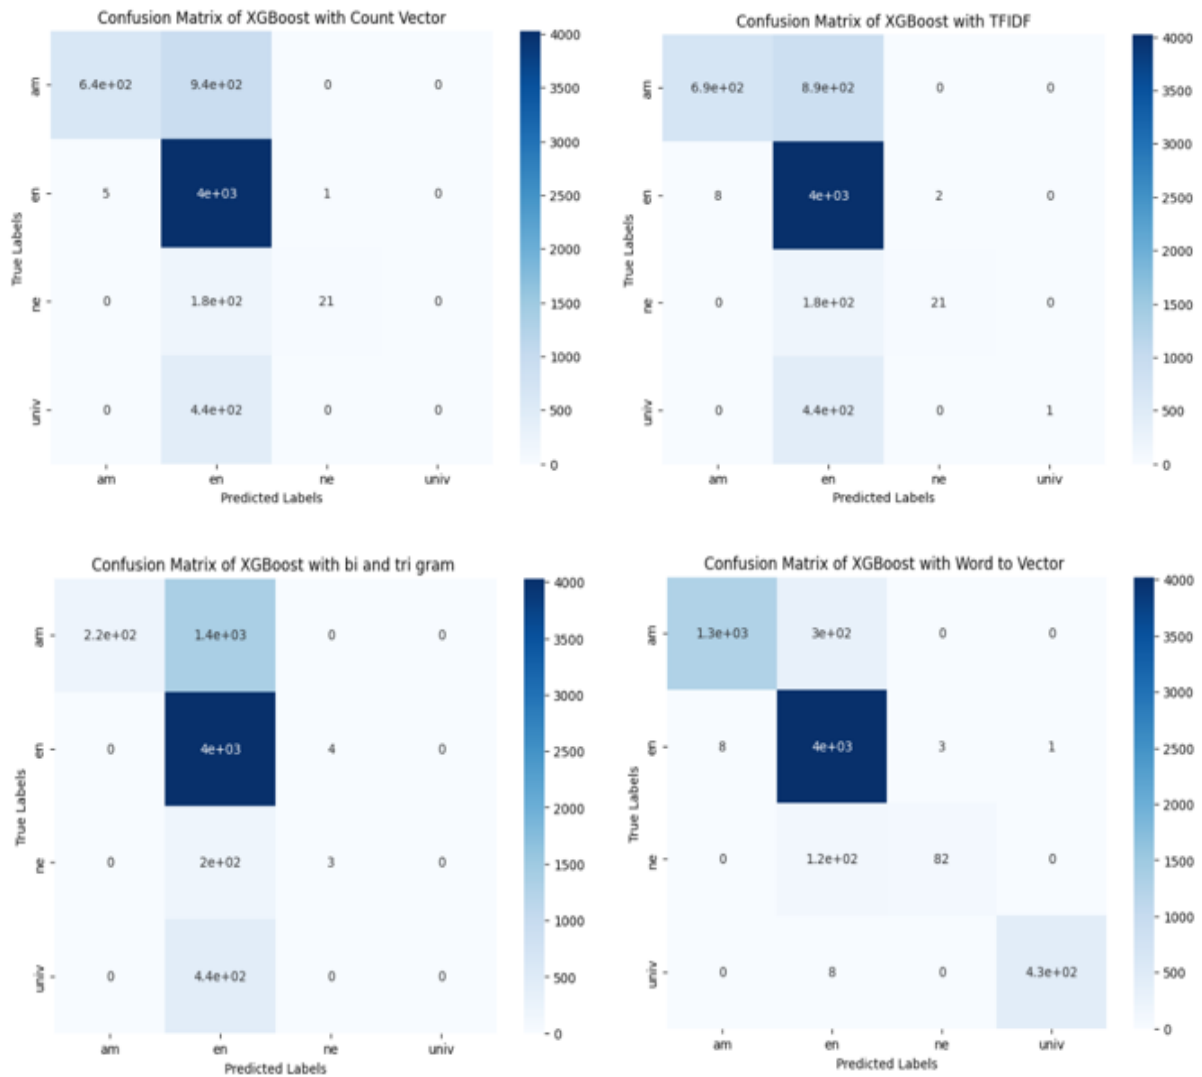 Confusion Matrix of XGBoost with Count Vector
am 6.4e+02 9.4e+02 0 0
en 5 4e+03 1 0
ne 0 1.8e+02 21 0
univ 0 4.4e+02 0 0
am en ne univ
Predicted Labels
True Labels
4000
3500
3000
2500
2000
1500
1000
500
0
Confusion Matrix of XGBoost with TFIDF
am 6.9e+02 8.9e+02 0 0
en 8 4e+03 2 0
ne 0 1.8e+02 21 0
univ 0 4.4e+02 0 1
am en ne univ
Predicted Labels
True Labels
4000
3500
3000
2500
2000
1500
1000
500
0
Confusion Matrix of XGBoost with bi and tri gram
am 2.2e+02 1.4e+03 0 0
en 0 4e+03 4 0
ne 0 2e+02 3 0
univ 0 4.4e+02 0 0
am en ne univ
Predicted Labels
True Labels
4000
3500
3000
2500
2000
1500
1000
500
0
Confusion Matrix of XGBoost with Word to Vector
am 1.3e+03 3e+02 0 0
en 8 4e+03 3 1
ne 0 1.2e+02 82 0
univ 0 8 0 4.3e+02
am en ne univ
Predicted Labels
True Labels
4000
3500
3000
2500
2000
1500
1000
500
0